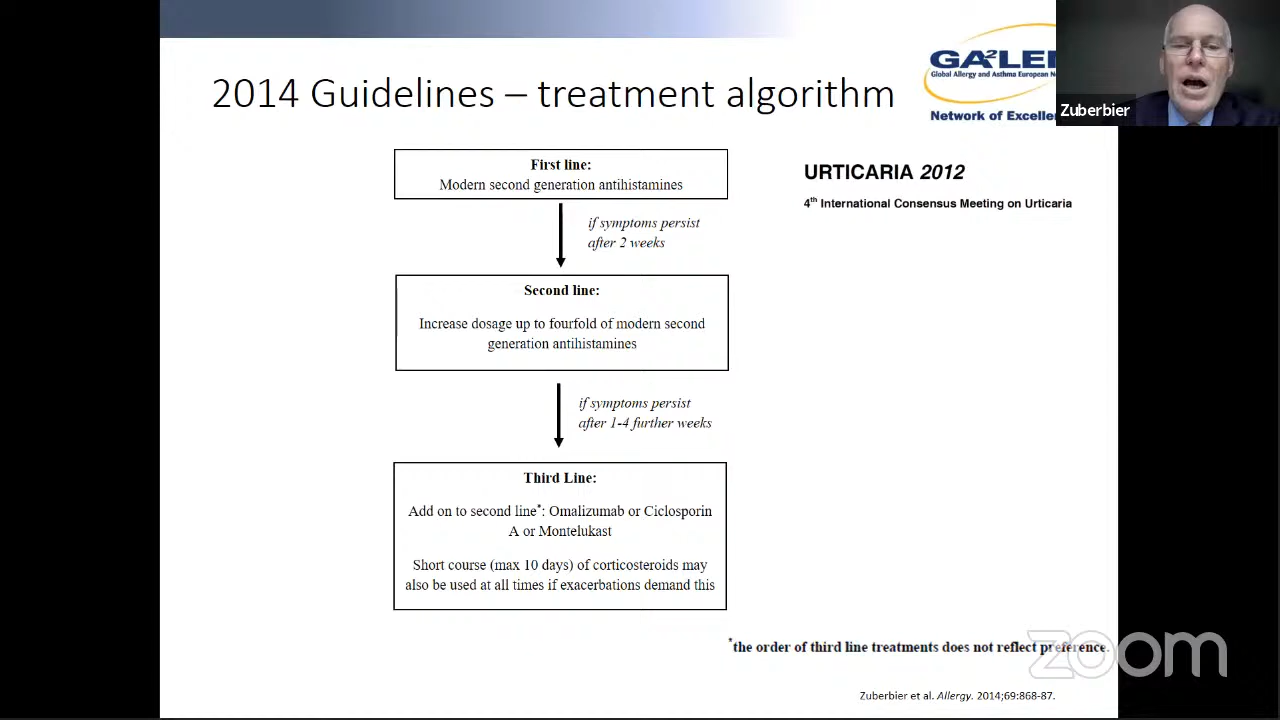 2014 Guidelines – treatment algorithm
GA²LE
Global Allergy and Asthma European
Network of
Zuberbier
URTICARIA 2012
4th International Consensus Meeting on Urticaria
First line:
Modern second generation antihistamines
if symptoms persist
after 2 weeks
Second line:
Increase dosage up to fourfold of modern second
generation antihistamines
if symptoms persist
after 1-4 further weeks
Third Line:
Add on to second line*: Omalizumab or Ciclosporin
A or Montelukast
Short course (max 10 days) of corticosteroids may
also be used at all times if exacerbations demand this
*the order of third line treatments does not reflect preference.
zoom
Zuberbier et al. Allergy. 2014;69:868-87.